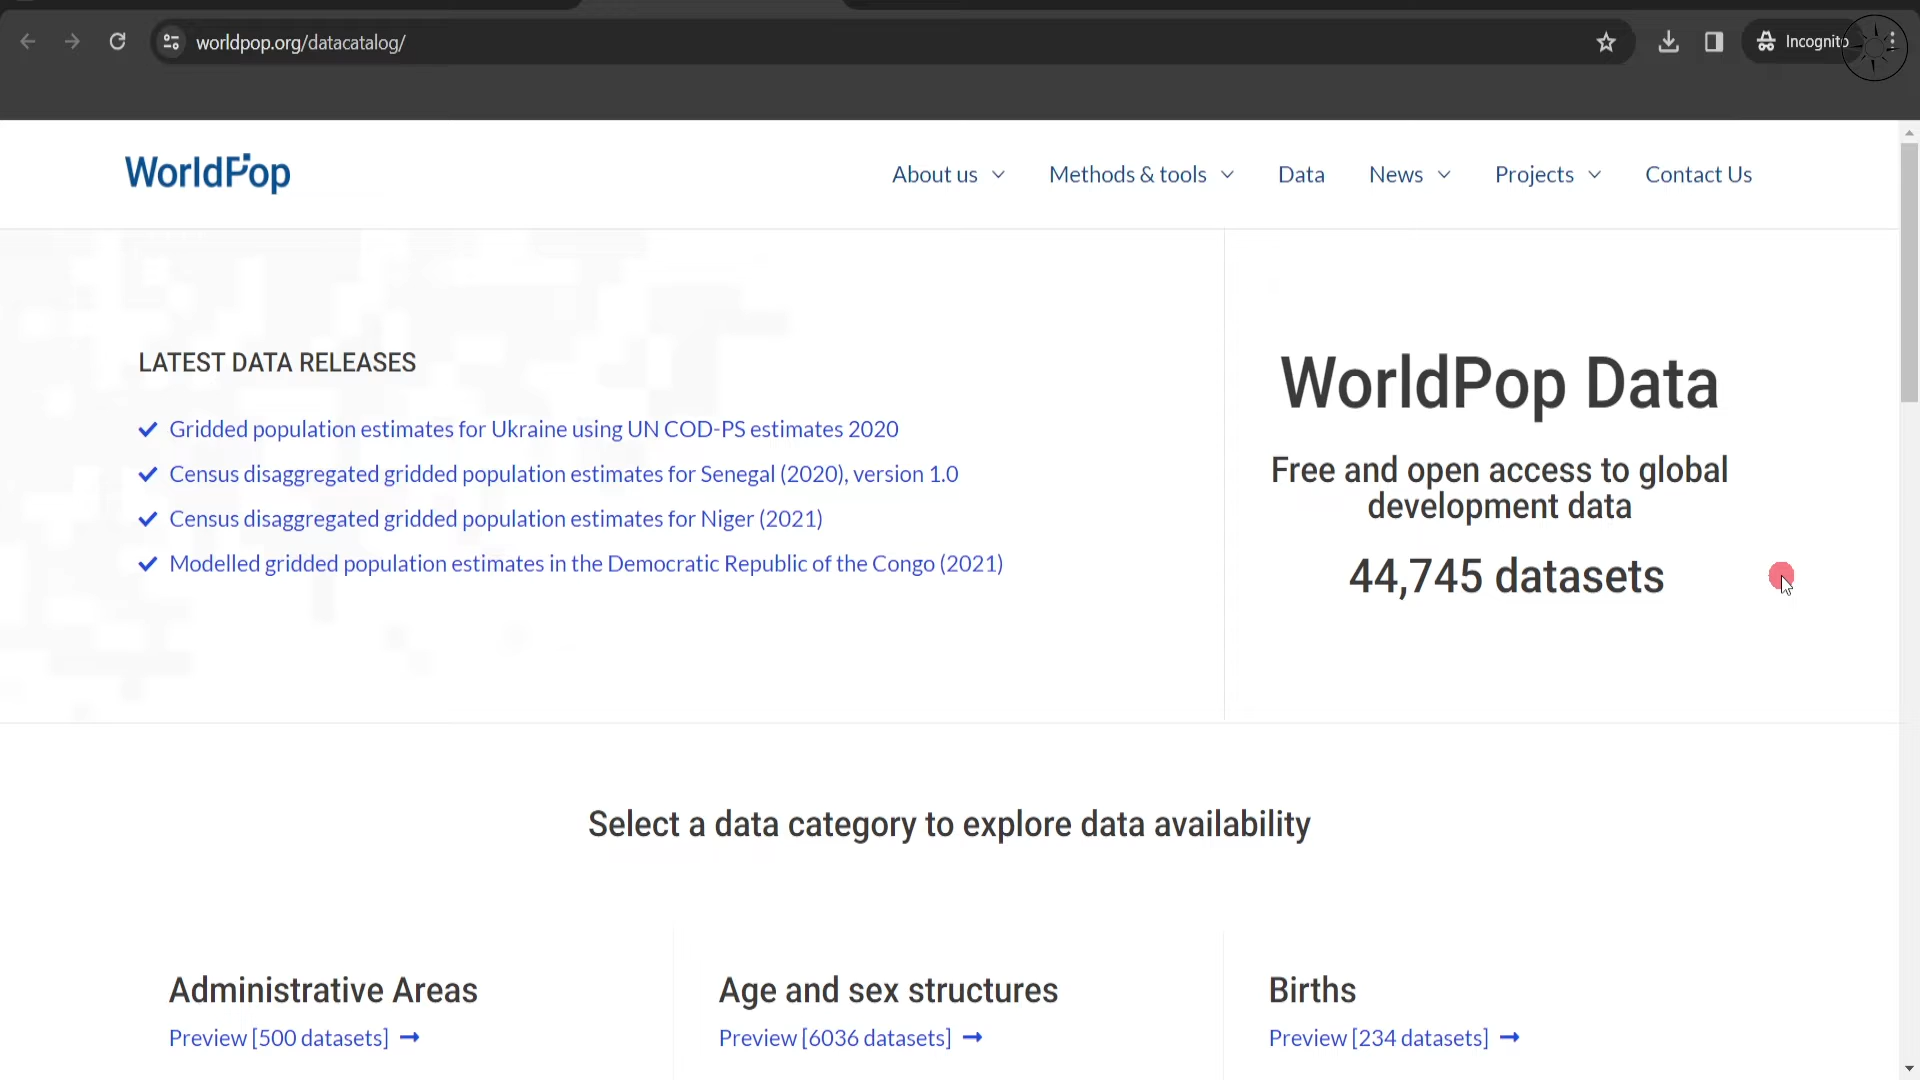 worldpop.org/datacatalog/
Incognito
WorldPop
About us
Methods & tools
Data
News
Projects
Contact Us
LATEST DATA RELEASES
Gridded population estimates for Ukraine using UN COD-PS estimates 2020
Census disaggregated gridded population estimates for Senegal (2020), version 1.0
Census disaggregated gridded population estimates for Niger (2021)
Modelled gridded population estimates in the Democratic Republic of the Congo (2021)
WorldPop Data
Free and open access to global
development data
44,745 datasets
Select a data category to explore data availability
Administrative Areas
Preview [500 datasets]
Age and sex structures
Preview [6036 datasets]
Births
Preview [234 datasets]